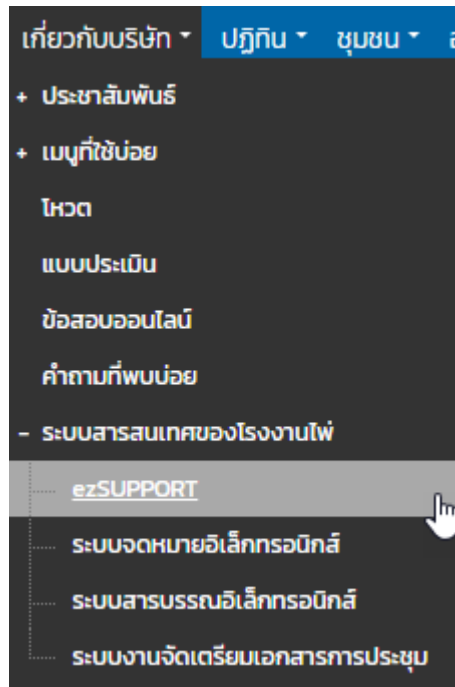 เกี่ยวกับบริษัท ปฏิทิน ชุมชน
+ ประชาสัมพันธ์
+ เมนูที่ใช้บ่อย
โหวต
แบบประเมิน
ข้อสอบออนไลน์
คำถามที่พบบ่อย
- ระบบสารสนเทศของโรงงานไพ่
ezSUPPORT
ระบบจดหมายอิเล็กทรอนิกส์
ระบบสารบรรณอิเล็กทรอนิกส์
ระบบงานจัดเตรียมเอกสารการประชุม